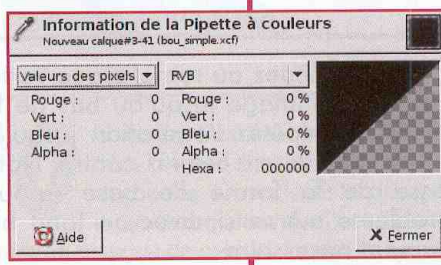 Information de la Pipette à couleurs
Nouveau calque#3-41 (bou_simple.xcf)
Valeurs des pixels RVB
Rouge : 0 Rouge : 0 %
Vert : 0 Vert : 0 %
Bleu : 0 Bleu : 0 %
Alpha : 0 Alpha : 0 %
Hexa : 000000
Aide Fermer